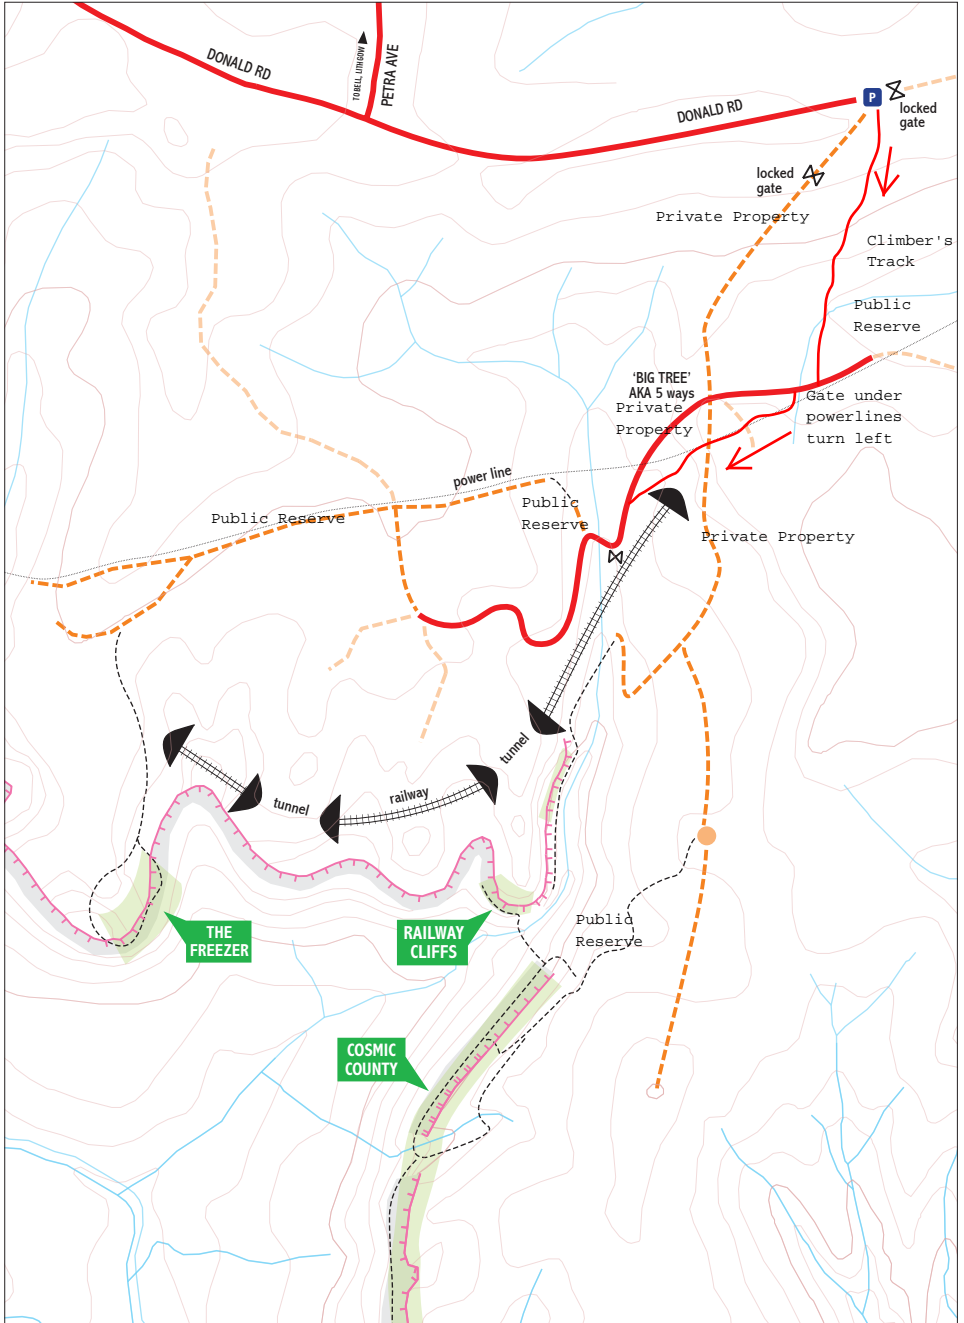 DONALD RD
TO BELL, LITHGOW
PETRA AVE
DONALD RD
P
locked
gate
locked
gate
Private Property
Climber's
Track
Public
Reserve
'BIG TREE'
AKA 5 ways
Private
Property
Gate under
powerlines
turn left
power line
Public
Reserve
Public Reserve
Private Property
tunnel
railway
tunnel
THE
FREEZER
RAILWAY
CLIFFS
Public
Reserve
COSMIC
COUNTY